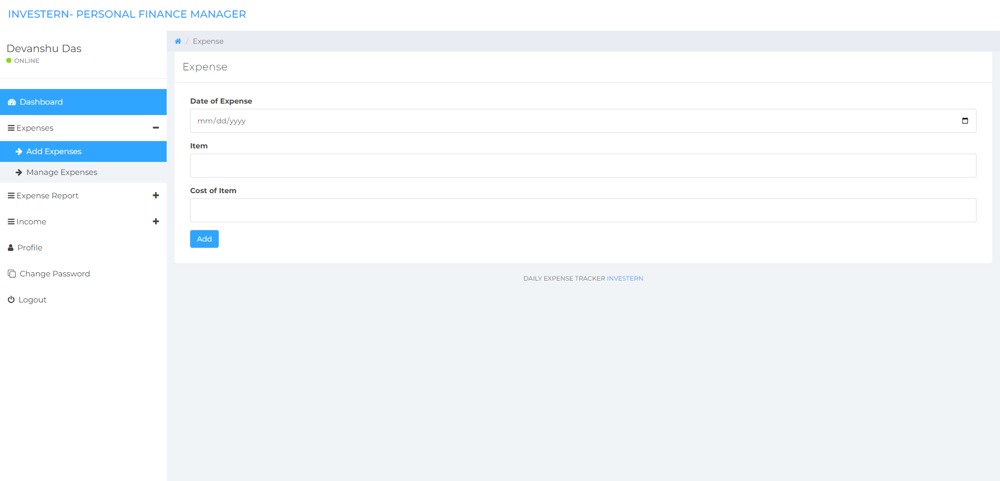 INVESTERN- PERSONAL FINANCE MANAGER
Devanshu Das
ONLINE
Dashboard
Expenses
Add Expenses
Manage Expenses
Expense Report
Income
Profile
Change Password
Logout
/ Expense
Expense
Date of Expense
mm/dd/yyyy
Item
Cost of Item
Add
DAILY EXPENSE TRACKER INVESTERN